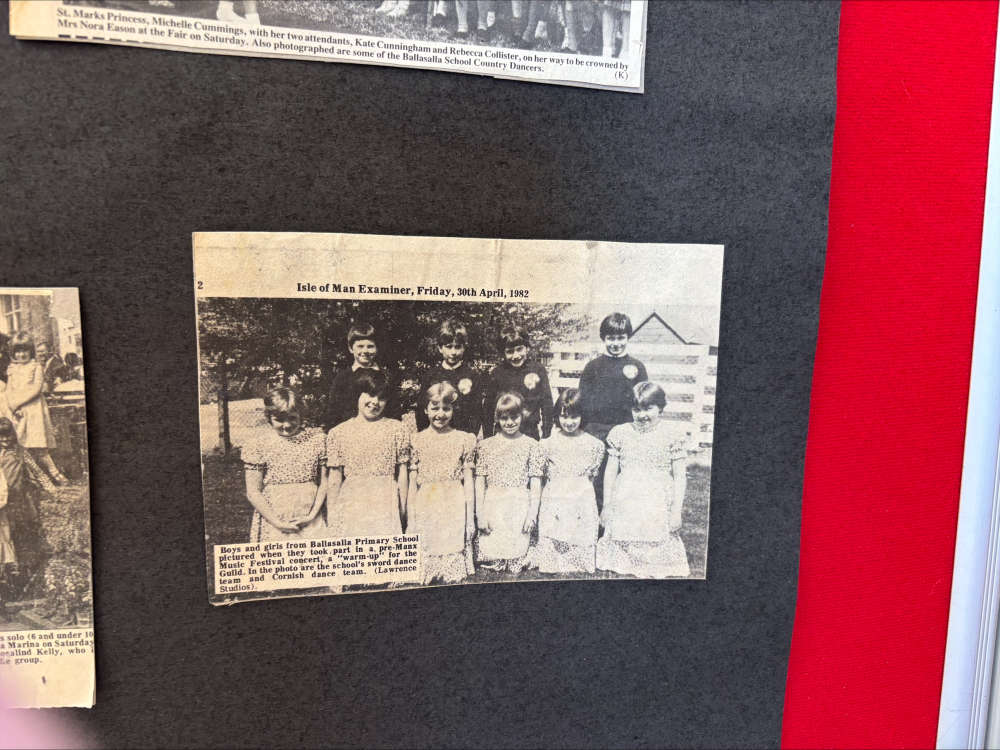 St. Marks Princess, Michelle Cummings, with her two attendants, Kate Cunningham and Rebecca Collister, on her way to be crowned by
Mrs Nora Eason at the Fair on Saturday. Also photographed are some of the Ballasalla School Country Dancers. (K)
2 Isle of Man Examiner, Friday, 30th April, 1982
Boys and girls from Ballasalla Primary School
pictured when they took part in a pre-Manx
Music Festival concert, a "warm-up" for the
Guild. In the photo are the school's sword dance
team and Cornish dance team. (Lawrence
Studios).
s solo (6 and under 10
a Marina on Saturday
osalind Kelly, who
group.